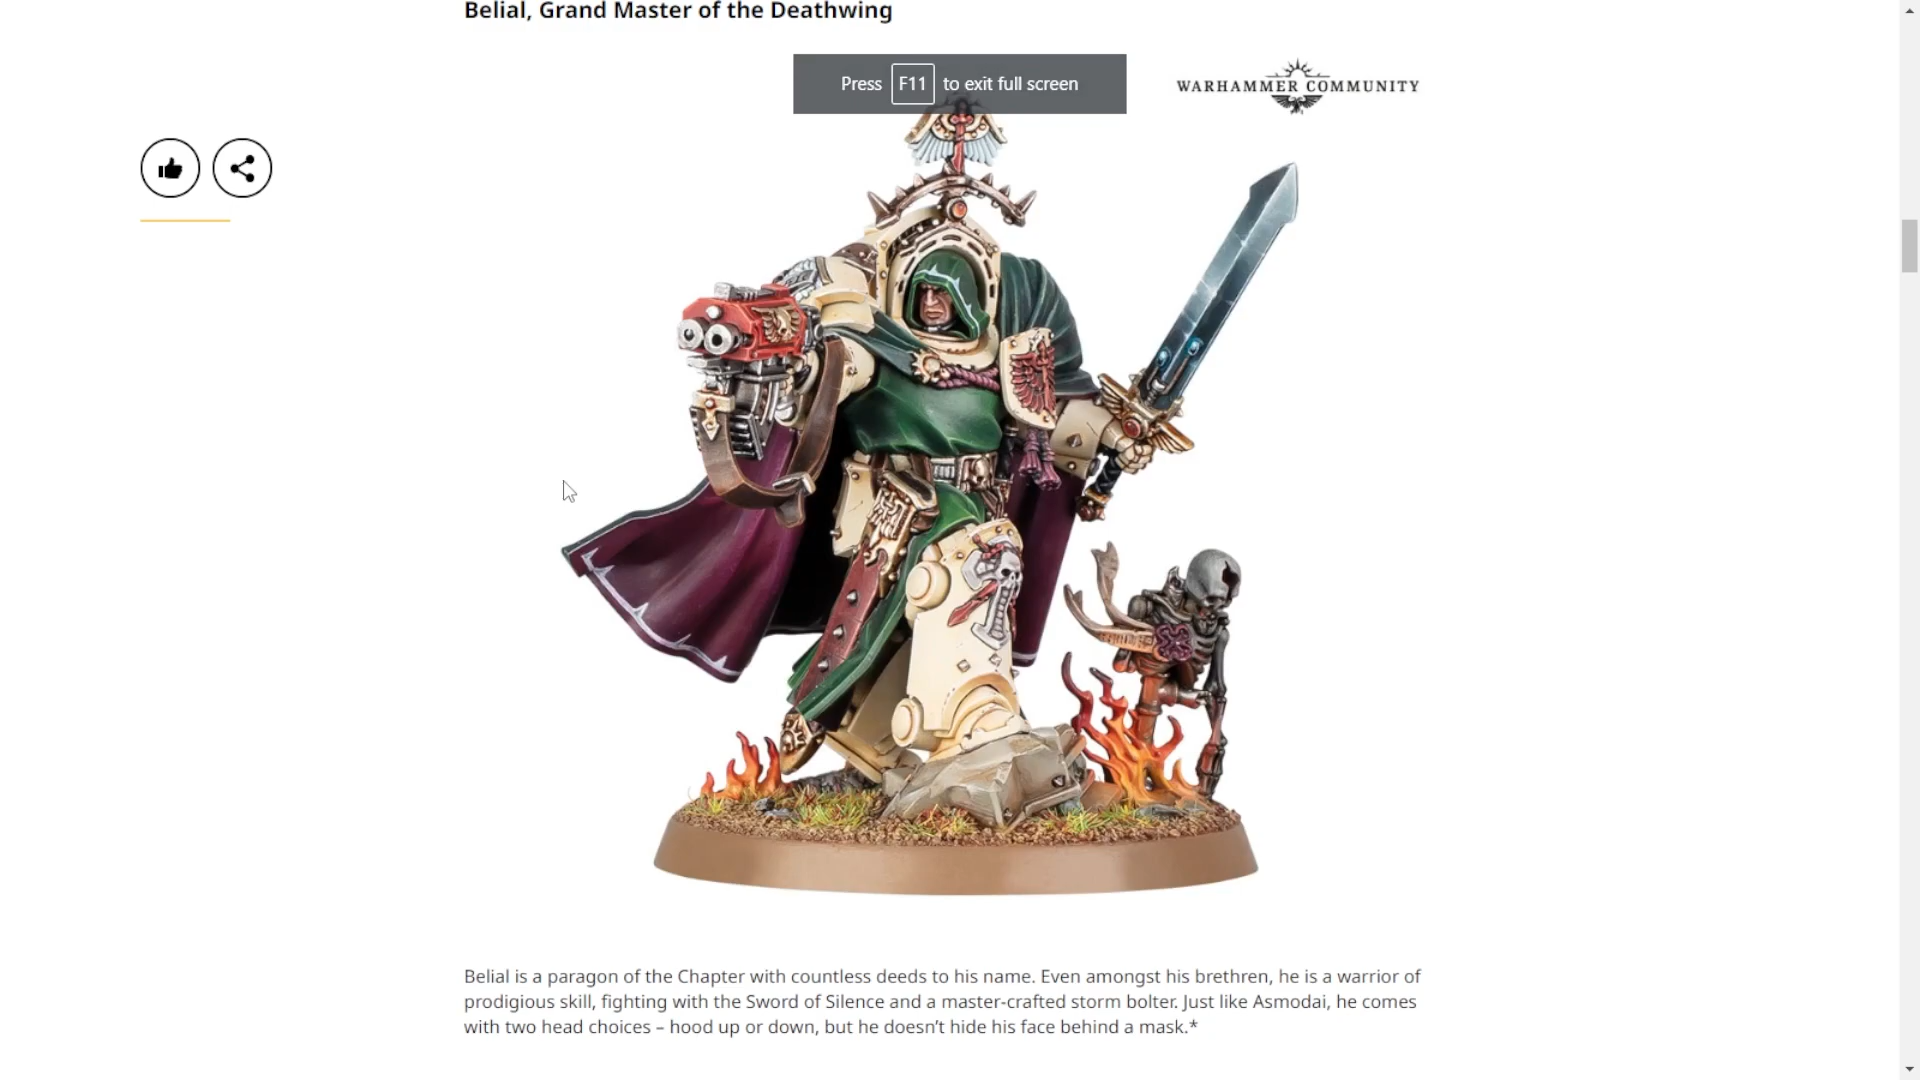 Belial, Grand Master of the Deathwing
Press F11 to exit full screen
WARHAMMER COMMUNITY
Belial is a paragon of the Chapter with countless deeds to his name. Even amongst his brethren, he is a warrior of
prodigious skill, fighting with the Sword of Silence and a master-crafted storm bolter. Just like Asmodai, he comes
with two head choices – hood up or down, but he doesn’t hide his face behind a mask.*